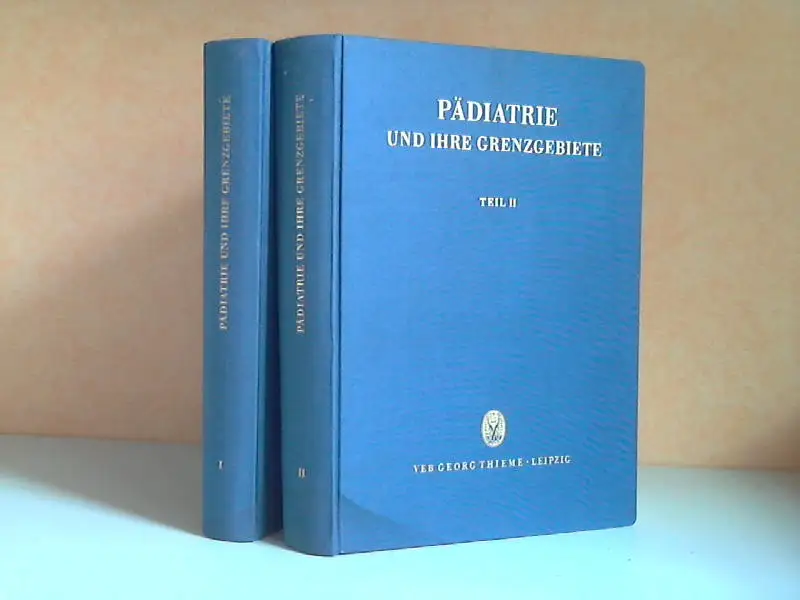 PÄDIATRIE UND IHRE GRENZGEBIETE
I
PÄDIATRIE UND IHRE GRENZGEBIETE
II
PÄDIATRIE
UND IHRE GRENZGEBIETE
TEIL II
VEB GEORG THIEME · LEIPZIG